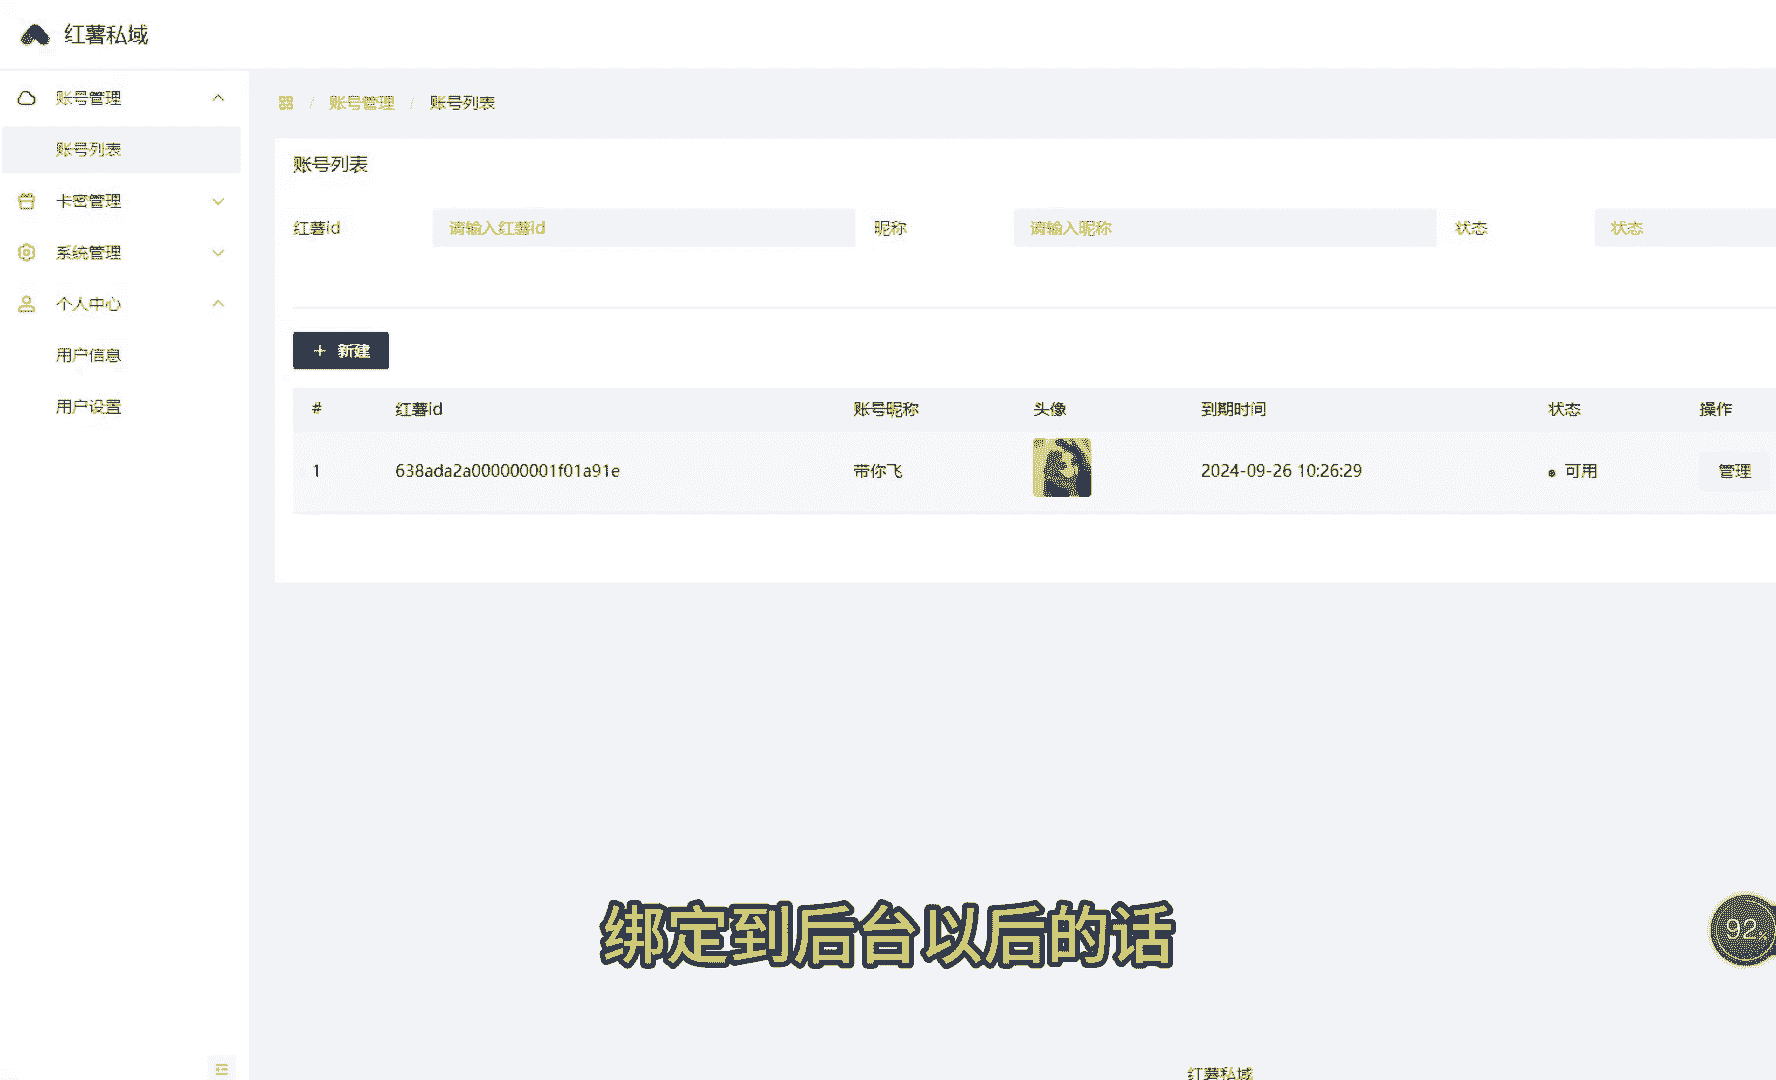 红薯私域
账号管理
账号列表
卡密管理
系统管理
个人中心
用户信息
用户设置
/ 账号管理 / 账号列表
账号列表
红薯id 请输入红薯id 昵称 请输入昵称 状态 状态
+ 新建
# 红薯id 账号昵称 头像 到期时间 状态 操作
1 638ada2a000000001f01a91e 带你飞 2024-09-26 10:26:29 可用 管理
绑定到后台以后的话
92
红薯私域